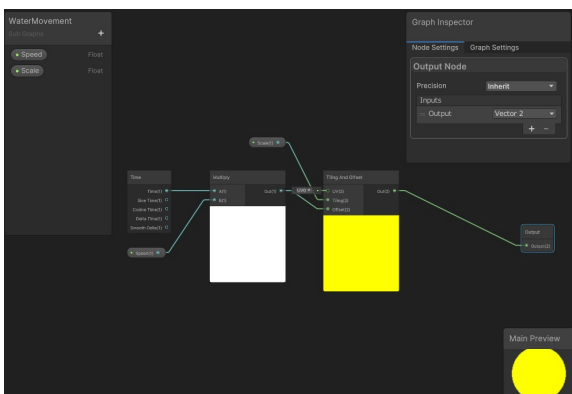 WaterMovement
Sub Graphs
+
Speed Float
Scale Float
Graph Inspector
Node Settings Graph Settings
Output Node
Precision Inherit
Inputs
Output Vector 2
+ −
Scale(1)
Time
Time(1)
Sine Time(1)
Cosine Time(1)
Delta Time(1)
Smooth Delta(1)
Speed(1)
Multiply
A(1) Out(1)
B(1)
UV0
Tiling And Offset
UV(2) Out(2)
Tiling(2)
Offset(2)
Output
Output(2)
Main Preview